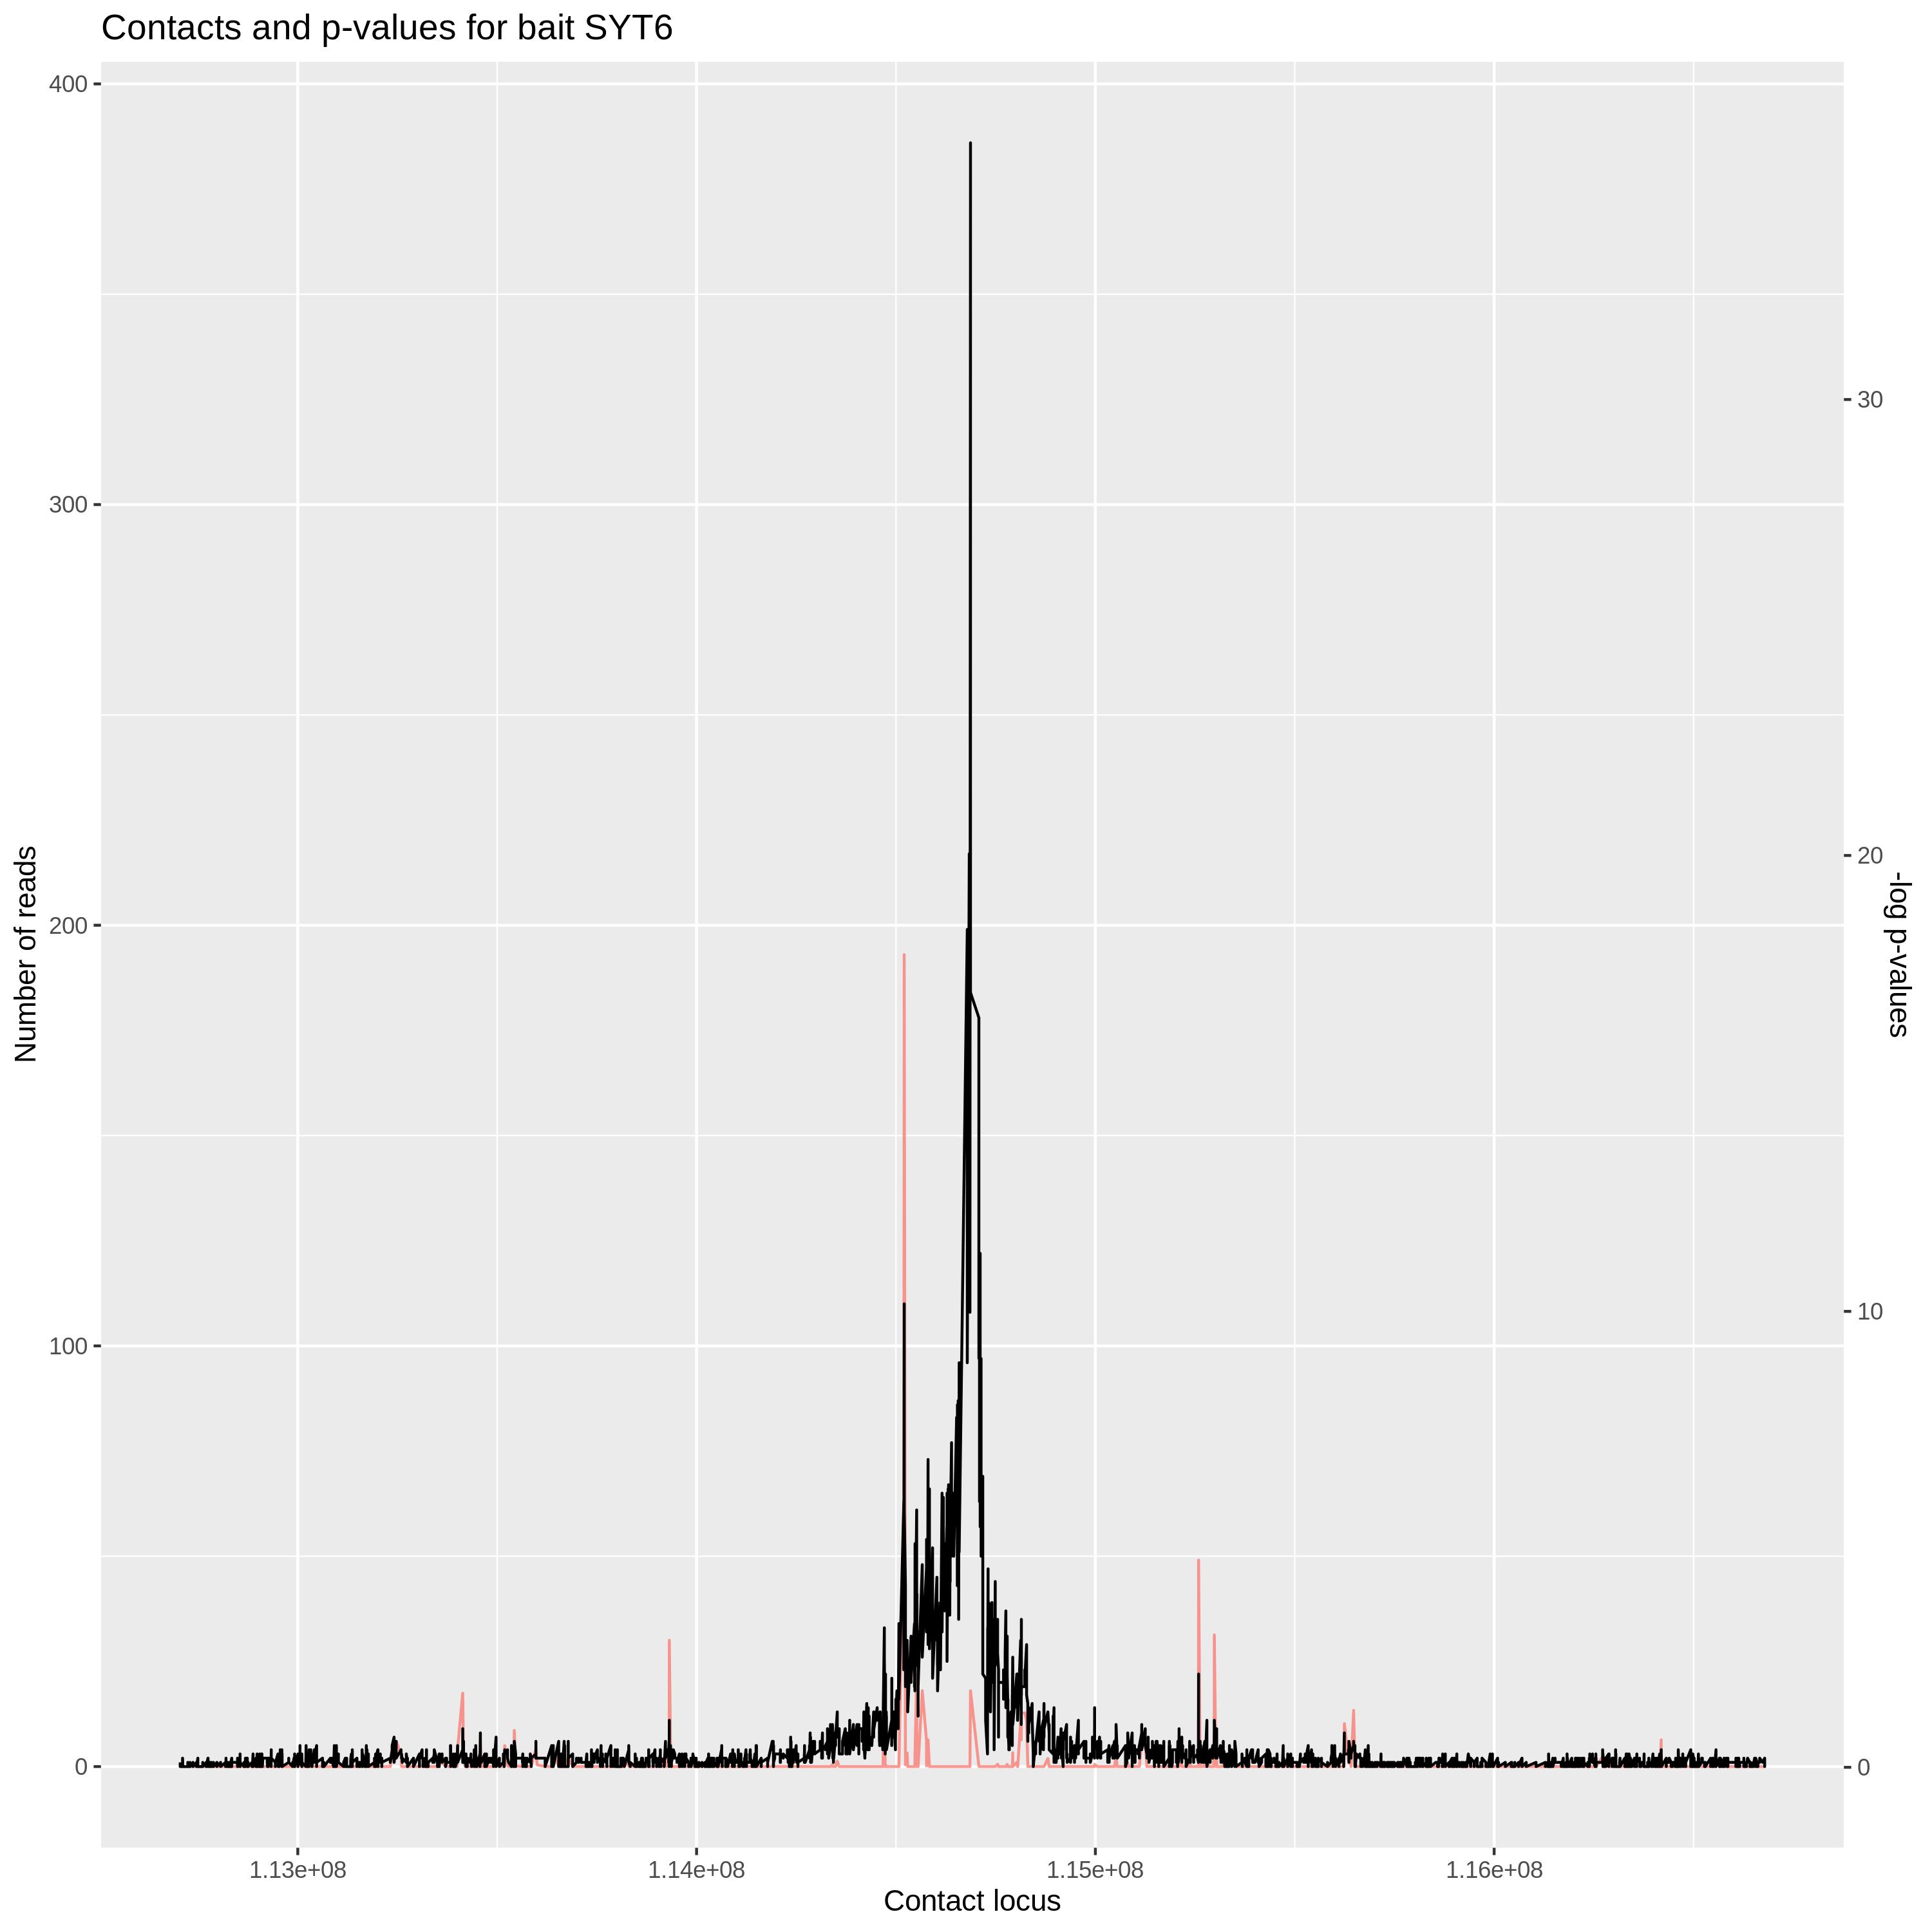 Contacts and p-values for bait SYT6
400
300
200
100
0
Number of reads
30
20
10
0
-log p-values
1.13e+08
1.14e+08
1.15e+08
1.16e+08
Contact locus